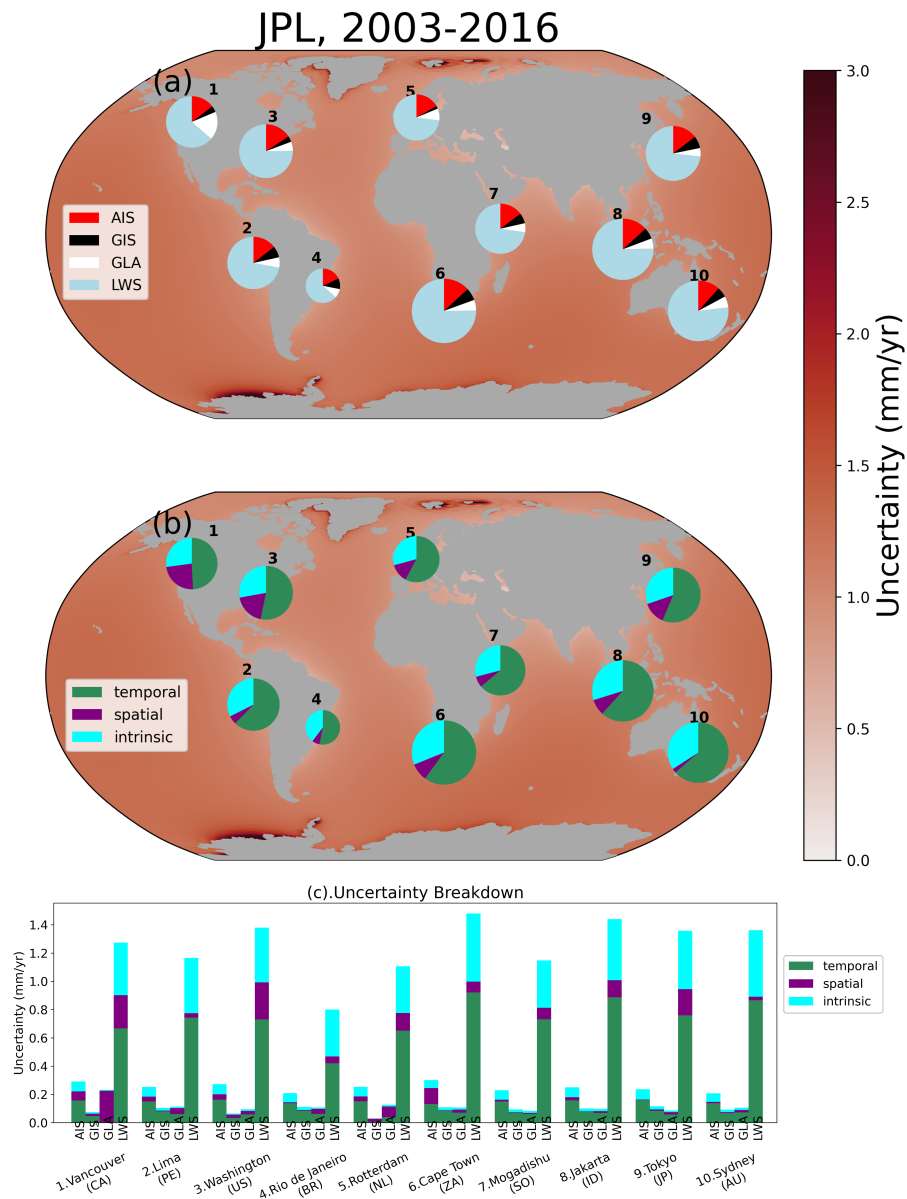 JPL, 2003-2016
(a)
1
3
5
9
7
2
8
4
6
10
AIS
GIS
GLA
LWS
(b)
1
3
5
9
7
2
8
4
6
10
temporal
spatial
intrinsic
3.0
2.5
2.0
1.5
1.0
0.5
0.0
Uncertainty (mm/yr)
(c).Uncertainty Breakdown
Uncertainty (mm/yr)
1.4
1.2
1.0
0.8
0.6
0.4
0.2
0.0
temporal
spatial
intrinsic
AIS GIS GLA LWS AIS GIS GLA LWS AIS GIS GLA LWS AIS GIS GLA LWS AIS GIS GLA LWS AIS GIS GLA LWS AIS GIS GLA LWS AIS GIS GLA LWS AIS GIS GLA LWS AIS GIS GLA LWS
1.Vancouver
(CA)
2.Lima
(PE)
3.Washington
(US)
4.Rio de Janeiro
(BR)
5.Rotterdam
(NL)
6.Cape Town
(ZA)
7.Mogadishu
(SO)
8.Jakarta
(ID)
9.Tokyo
(JP)
10.Sydney
(AU)